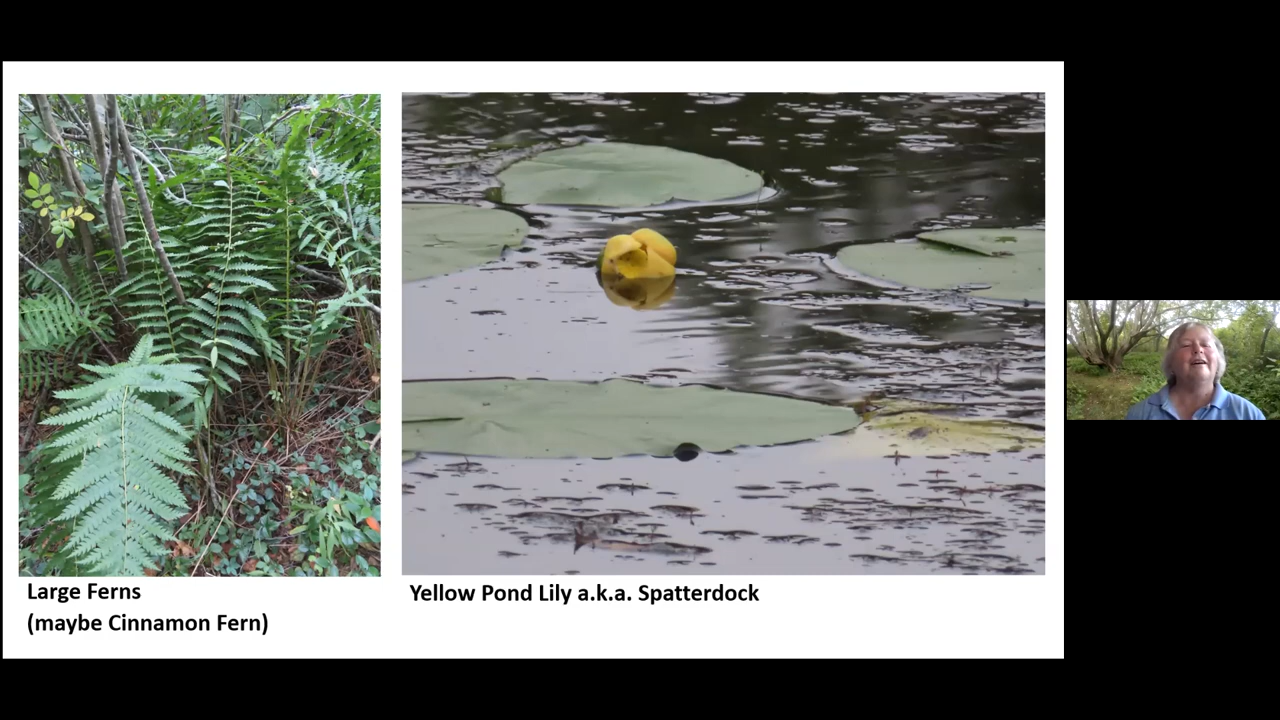 Large Ferns
(maybe Cinnamon Fern)
Yellow Pond Lily a.k.a. Spatterdock